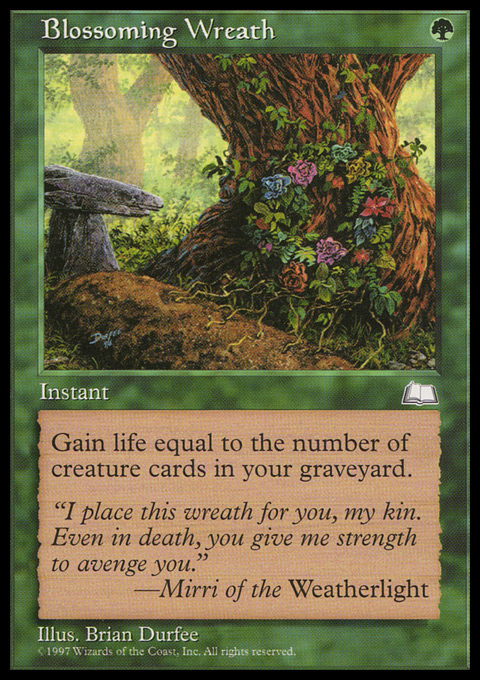 Blossoming Wreath
Durfee
96
Instant
Gain life equal to the number of
creature cards in your graveyard.
“I place this wreath for you, my kin.
Even in death, you give me strength
to avenge you.”
—Mirri of the Weatherlight
Illus. Brian Durfee
©1997 Wizards of the Coast, Inc. All rights reserved.